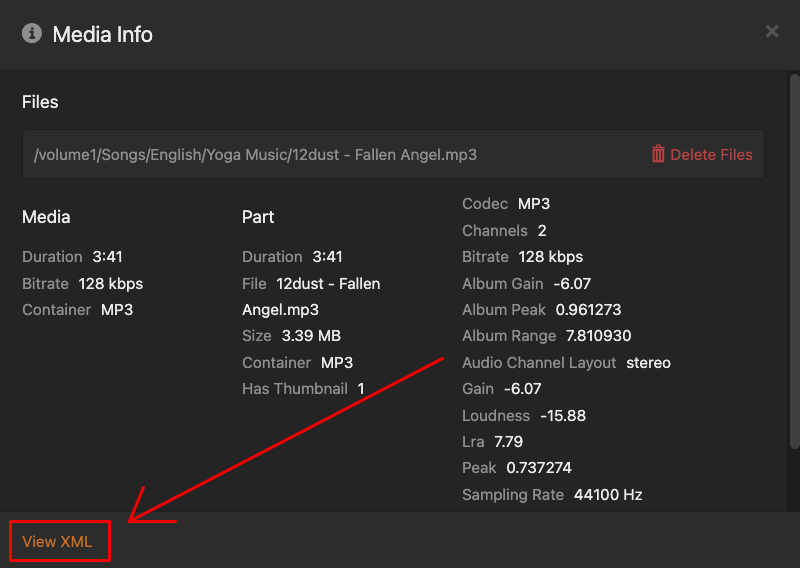 Media Info
Files
/volume1/Songs/English/Yoga Music/12dust - Fallen Angel.mp3
Delete Files
Media
Duration 3:41
Bitrate 128 kbps
Container MP3
Part
Duration 3:41
File 12dust - Fallen
Angel.mp3
Size 3.39 MB
Container MP3
Has Thumbnail 1
Codec MP3
Channels 2
Bitrate 128 kbps
Album Gain -6.07
Album Peak 0.961273
Album Range 7.810930
Audio Channel Layout stereo
Gain -6.07
Loudness -15.88
Lra 7.79
Peak 0.737274
Sampling Rate 44100 Hz
View XML